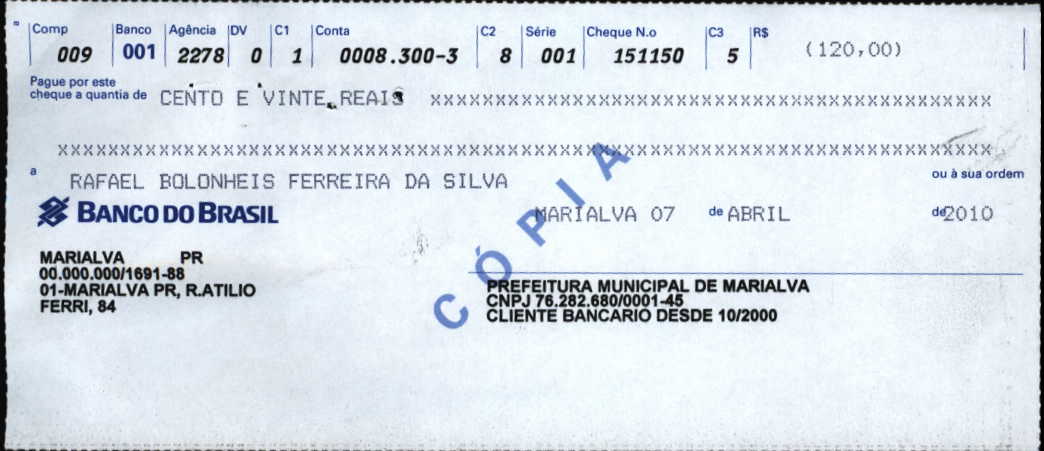 Comp Banco Agência DV C1 Conta C2 Série Cheque N.o C3 R$
009 001 2278 0 1 0008.300-3 8 001 151150 5 (120,00)
Pague por este
cheque a quantia de CENTO E VINTE REAIS xxxxxxxxxxxxxxxxxxxxxxxxxxxxxxxxxxxxxxxxxxx
xxxxxxxxxxxxxxxxxxxxxxxxxxxxxxxxxxxxxxxxxxxxxxxxxxxxxxxxxxxxxxxxxxxxxxxxxxx
a RAFAEL BOLONHEIS FERREIRA DA SILVA ou à sua ordem
BANCO DO BRASIL MARIALVA 07 de ABRIL de 2010
CÓPIA
MARIALVA PR
00.000.000/1691-88
01-MARIALVA PR, R.ATILIO
FERRI, 84
PREFEITURA MUNICIPAL DE MARIALVA
CNPJ 76.282.680/0001-45
CLIENTE BANCARIO DESDE 10/2000